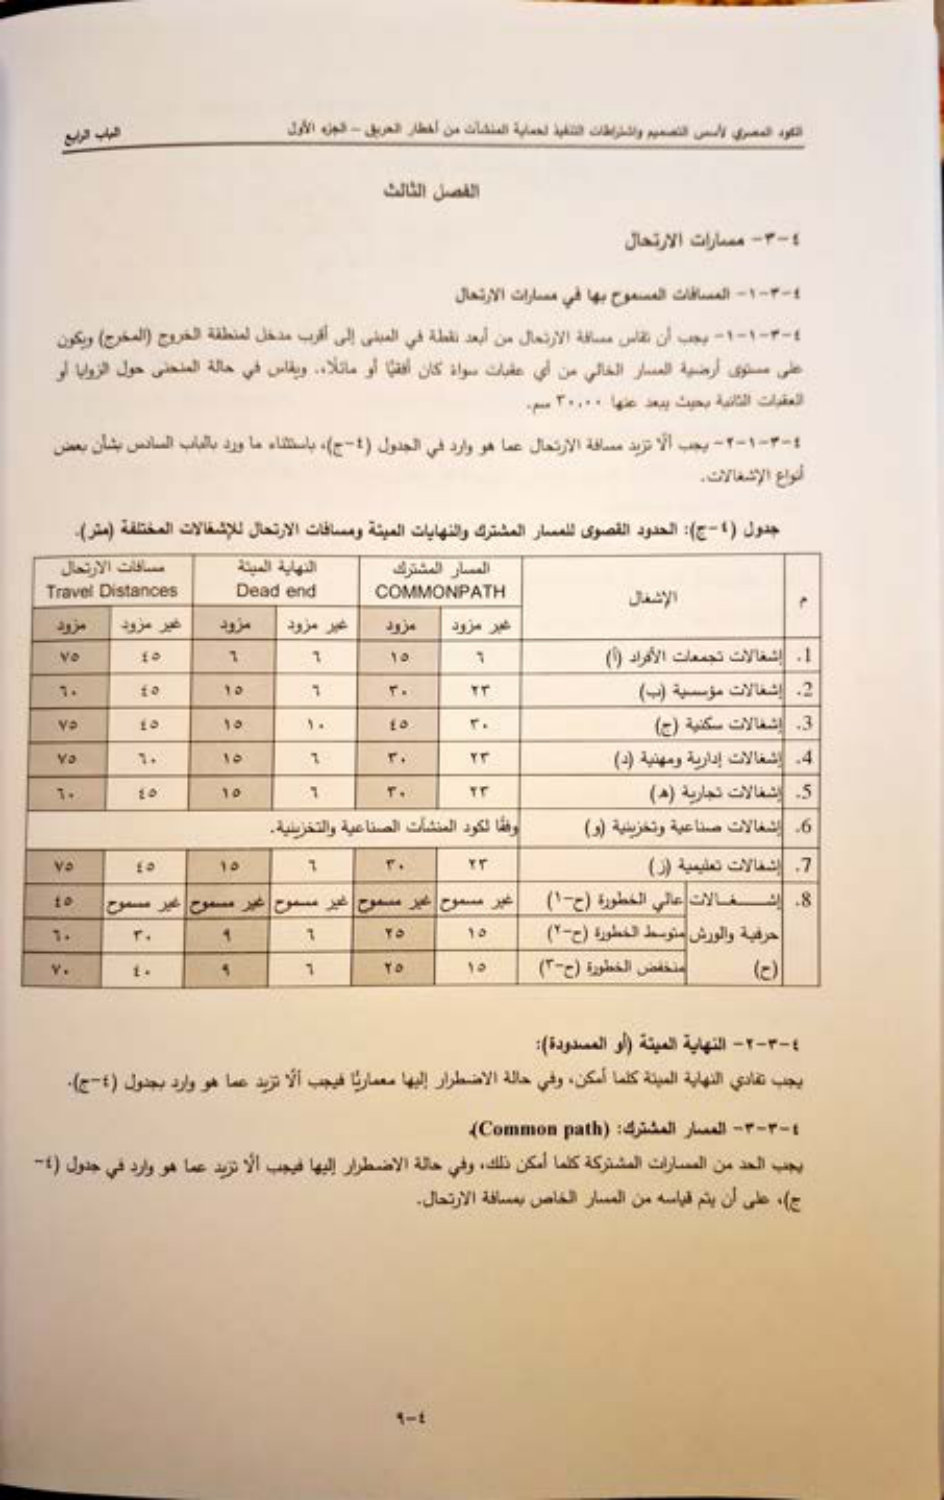 الكود المصري لأسس التصميم واشتراطات التنفيذ لحماية المنشآت من أخطار الحريق – الجزء الأول الباب الرابع
الفصل الثالث
٤-٣- مسارات الارتحال
٤-٣-١- المسافات المسموح بها في مسارات الارتحال
٤-٣-١-١- يجب أن تقاس مسافة الارتحال من أبعد نقطة في المبنى إلى أقرب مدخل لمنطقة الخروج (المخرج) ويكون
على مستوى أرضية المسار الخالي من أي عقبات سواءً كان أفقيًا أو مائلًا، ويقاس في حالة المنحنى حول الزوايا أو
العقبات الثانية بحيث يبعد عنها ٣٠,٠٠ سم.
٤-٣-١-٢- يجب ألّا تزيد مسافة الارتحال عما هو وارد في الجدول (٤-ج)، باستثناء ما ورد بالباب السادس بشأن بعض
أنواع الإشغالات.
جدول (٤-ج): الحدود القصوى للمسار المشترك والنهايات الميتة ومسافات الارتحال للإشغالات المختلفة (متر).
م الإشغال المسار المشترك النهاية الميتة مسافات الارتحال
COMMONPATH Dead end Travel Distances
غير مزود مزود غير مزود مزود غير مزود مزود
1. إشغالات تجمعات الأفراد (أ) ٦ ١٥ ٦ ٦ ٤٥ ٧٥
2. إشغالات مؤسسية (ب) ٢٣ ٣٠ ٦ ١٥ ٤٥ ٦٠
3. إشغالات سكنية (ج) ٣٠ ٤٥ ١٠ ١٥ ٤٥ ٧٥
4. إشغالات إدارية ومهنية (د) ٢٣ ٣٠ ٦ ١٥ ٦٠ ٧٥
5. إشغالات تجارية (هـ) ٢٣ ٣٠ ٦ ١٥ ٤٥ ٦٠
6. إشغالات صناعية وتخزينية (و) وفقًا لكود المنشآت الصناعية والتخزينية.
7. إشغالات تعليمية (ز) ٢٣ ٣٠ ٦ ١٥ ٤٥ ٧٥
8. إشغالات عالي الخطورة (ح-١) غير مسموح غير مسموح غير مسموح غير مسموح غير مسموح ٤٥
حرفية والورش متوسط الخطورة (ح-٢) ١٥ ٢٥ ٦ ٩ ٣٠ ٦٠
(ح) منخفض الخطورة (ح-٣) ١٥ ٢٥ ٦ ٩ ٤٠ ٧٠
٤-٣-٢- النهاية الميتة (أو المسدودة):
يجب تفادي النهاية الميتة كلما أمكن، وفي حالة الاضطرار إليها معماريًّا فيجب ألّا تزيد عما هو وارد بجدول (٤-ج).
٤-٣-٣- المسار المشترك: (Common path).
يجب الحد من المسارات المشتركة كلما أمكن ذلك، وفي حالة الاضطرار إليها فيجب ألّا تزيد عما هو وارد في جدول (٤-
ج)، على أن يتم قياسه من المسار الخاص بمسافة الارتحال.
٤-٩